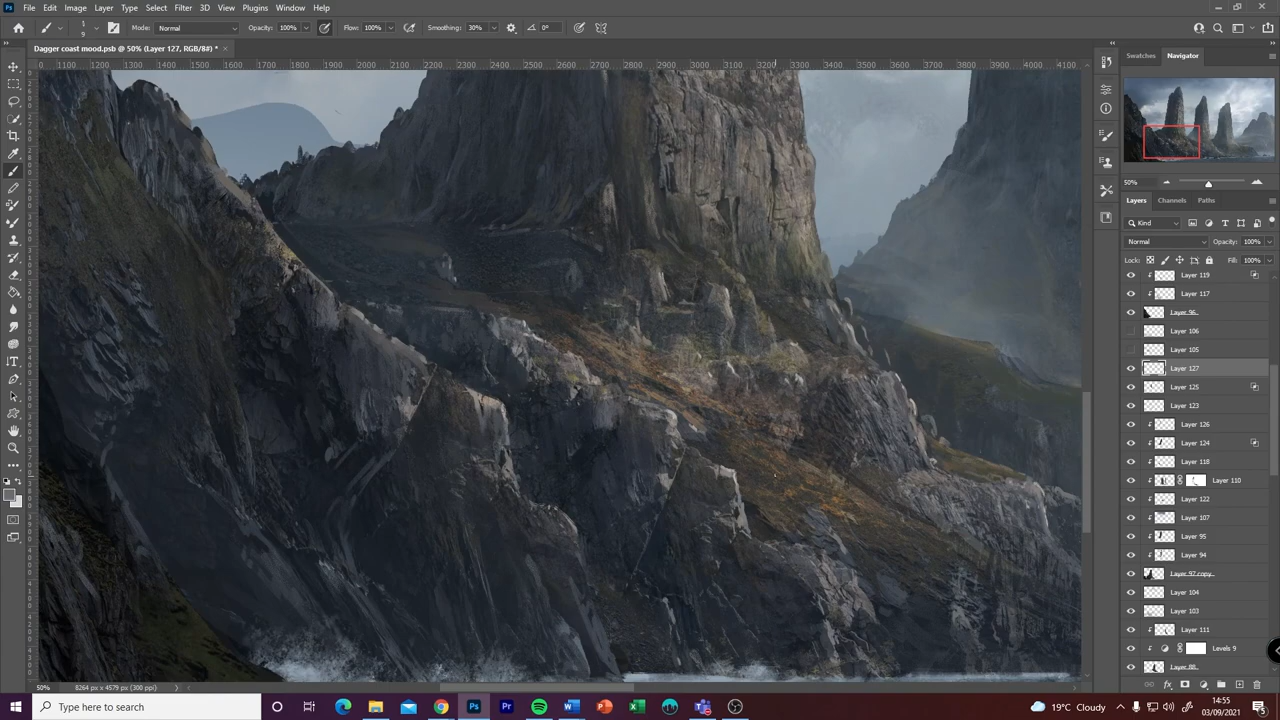 Ps File Edit Image Layer Type Select Filter 3D View Plugins Window Help
9 Mode: Normal Opacity: 100% Flow: 100% Smoothing: 30% 0°
Dagger coast mood.psb @ 50% (Layer 127, RGB/8#) * ×
1100 1200 1300 1400 1500 1600 1700 1800 1900 2000 2100 2200 2300 2400 2500 2600 2700 2800 2900 3000 3100 3200 3300 3400 3500 3600 3700 3800 3900 4000 4100
Swatches Navigator
50%
Layers Channels Paths
Kind
Normal Opacity: 100%
Lock: Fill: 100%
Layer 119
Layer 117
Layer 96
Layer 106
Layer 105
Layer 127
Layer 125
Layer 123
Layer 126
Layer 124
Layer 118
Layer 110
Layer 122
Layer 107
Layer 95
Layer 94
Layer 97 copy
Layer 104
Layer 103
Layer 111
Levels 9
Layer 88
50% 8264 px x 4579 px (300 ppi)
Type here to search
19°C Cloudy
14:55
03/09/2021